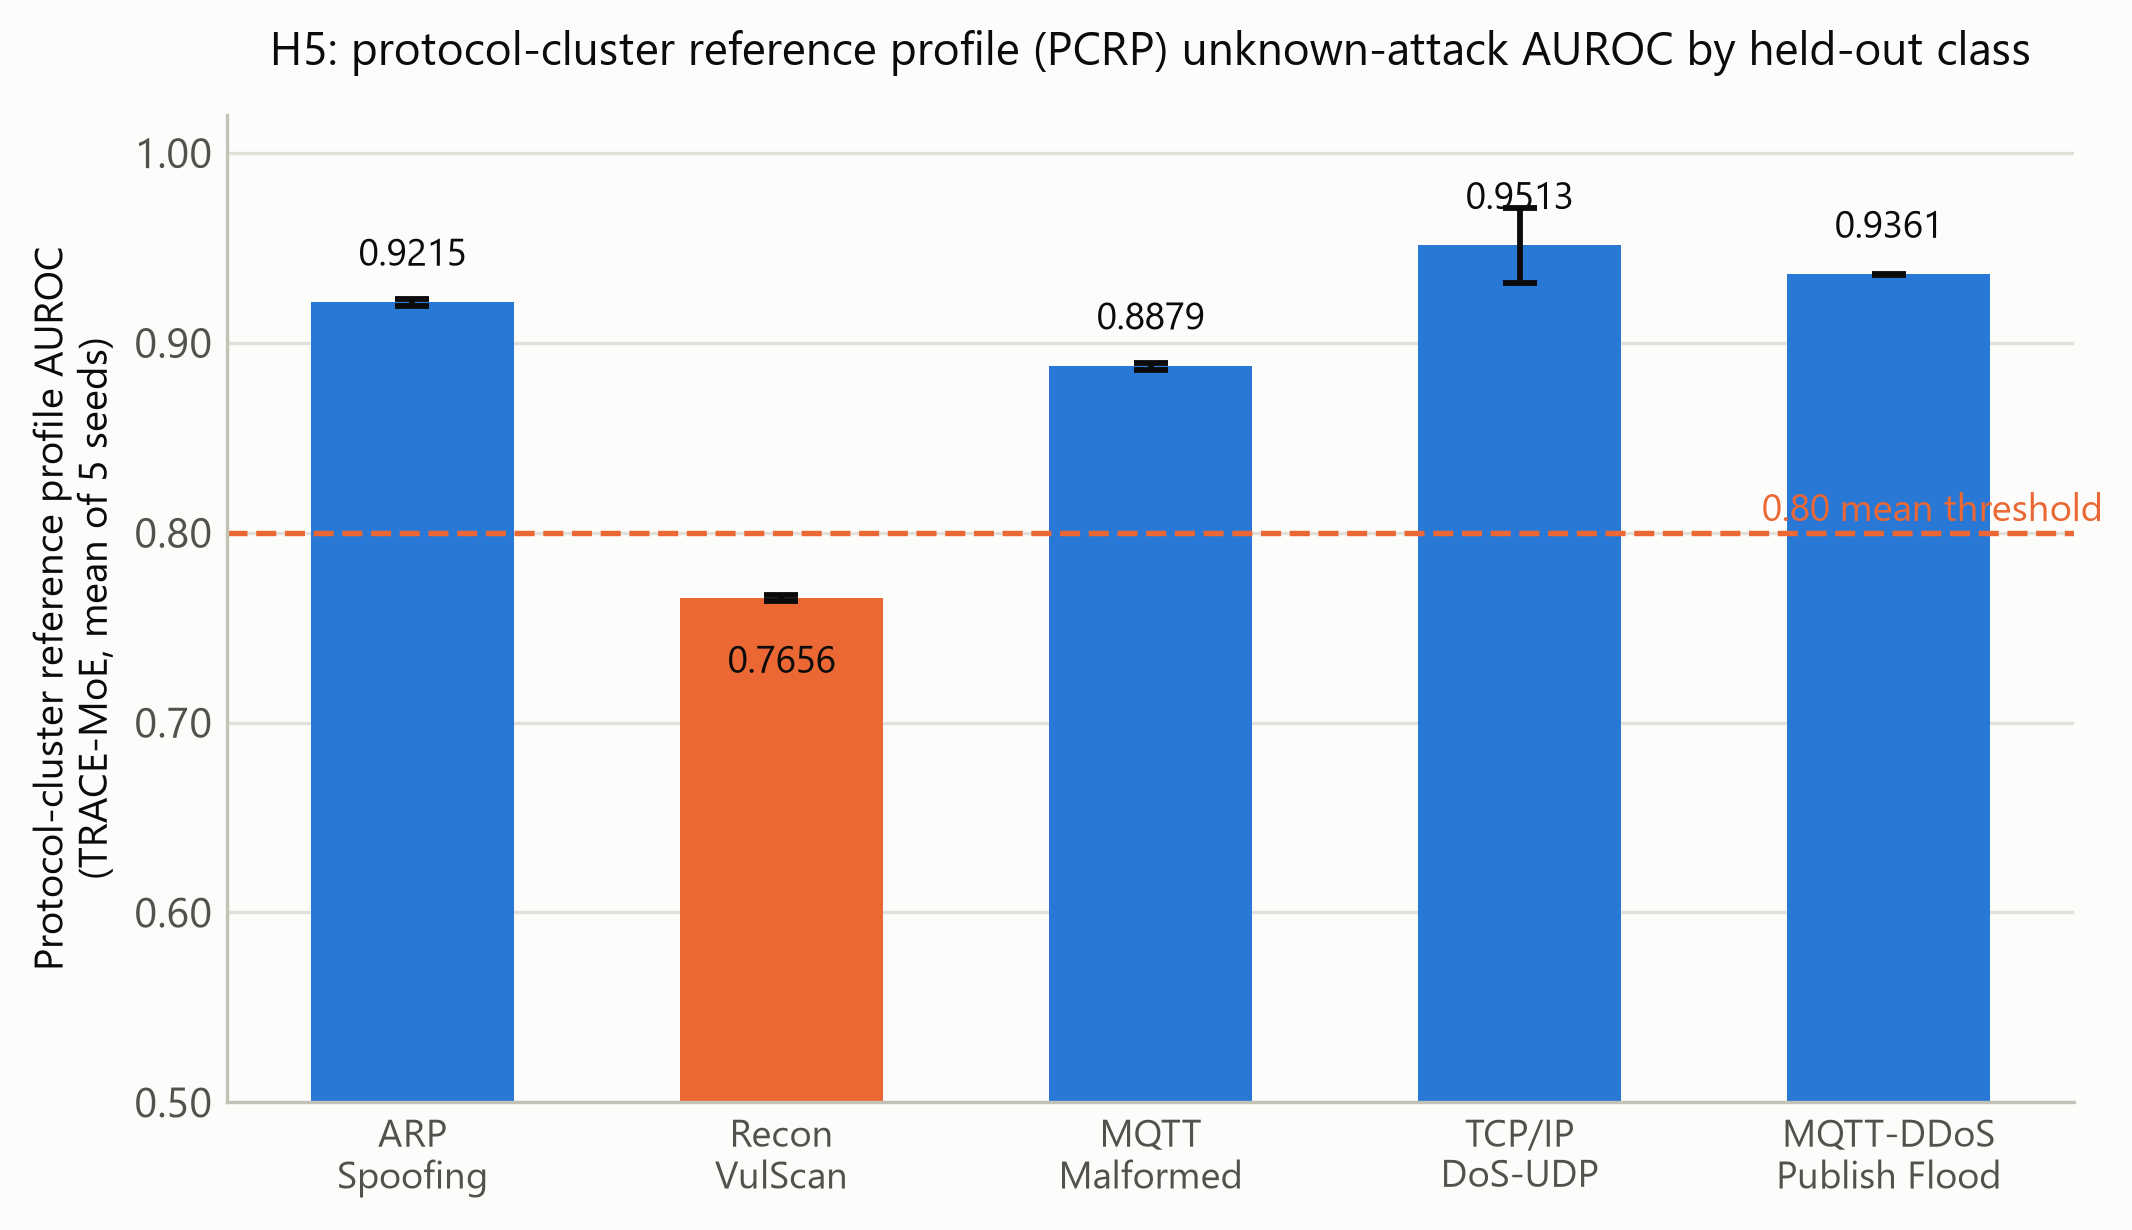 H5: protocol-cluster reference profile (PCRP) unknown-attack AUROC by held-out class
Protocol-cluster reference profile AUROC
(TRACE-MoE, mean of 5 seeds)
1.00
0.90
0.80
0.70
0.60
0.50
0.9215
0.7656
0.8879
0.9513
0.9361
0.80 mean threshold
ARP
Spoofing
Recon
VulScan
MQTT
Malformed
TCP/IP
DoS-UDP
MQTT-DDoS
Publish Flood